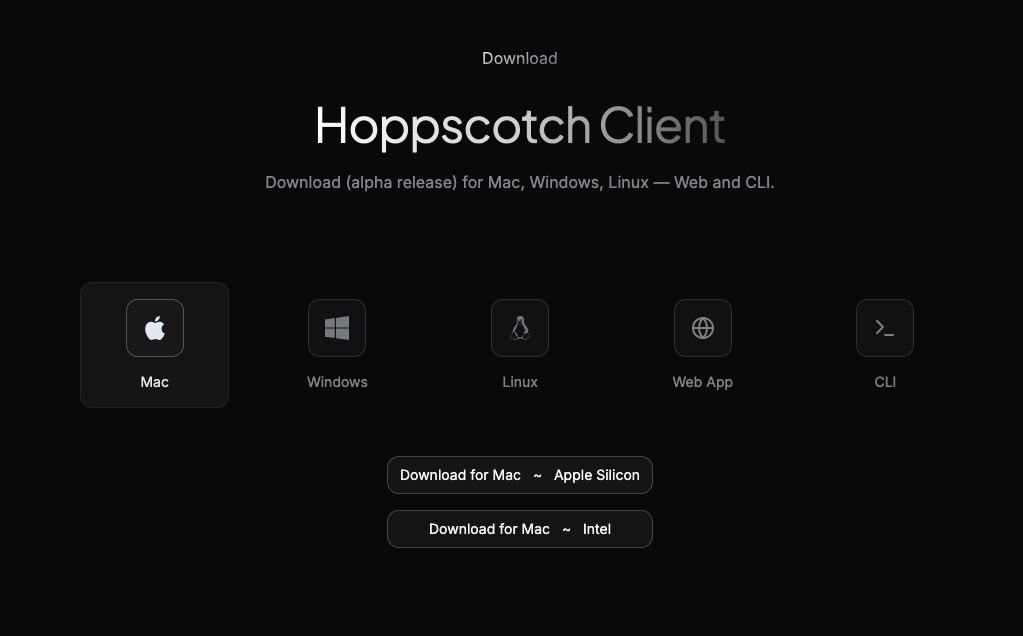 Download
Hoppscotch Client
Download (alpha release) for Mac, Windows, Linux — Web and CLI.
Mac
Windows
Linux
Web App
CLI
Download for Mac ~ Apple Silicon
Download for Mac ~ Intel